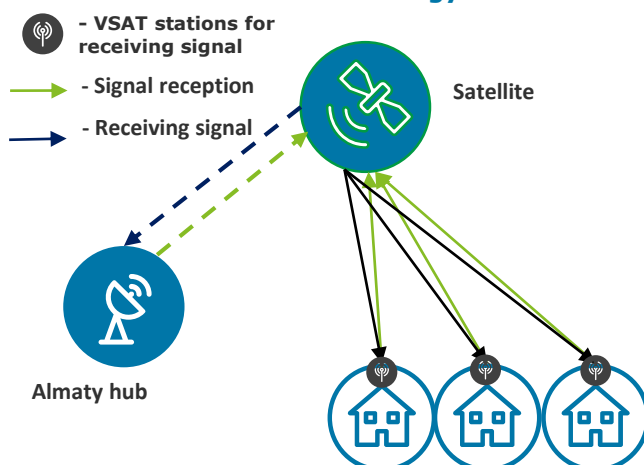 - VSAT stations for
receiving signal
- Signal reception
- Receiving signal
Satellite
Almaty hub